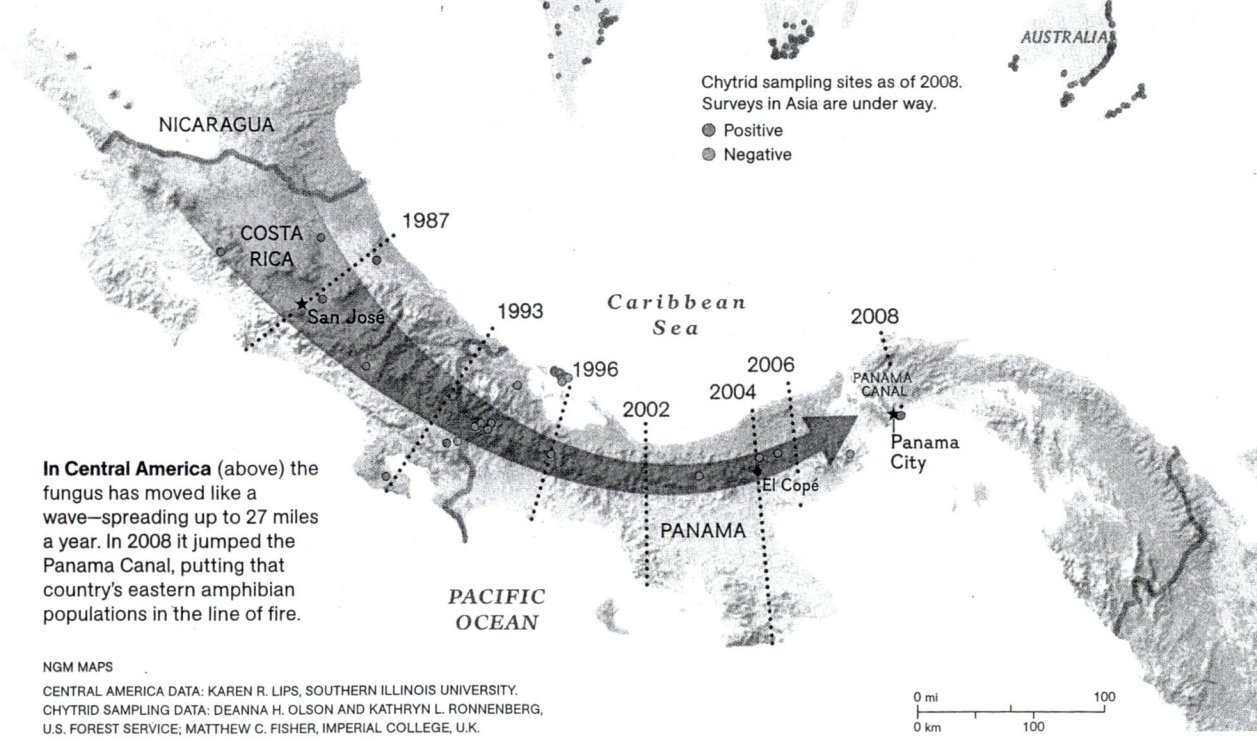 AUSTRALIA
Chytrid sampling sites as of 2008.
Surveys in Asia are under way.
Positive
Negative
NICARAGUA
COSTA
RICA
1987
San José
1993
Caribbean
Sea
1996
2002
2004
2006
2008
PANAMA
CANAL
Panama
City
El Copé
PANAMA
PACIFIC
OCEAN
In Central America (above) the
fungus has moved like a
wave—spreading up to 27 miles
a year. In 2008 it jumped the
Panama Canal, putting that
country's eastern amphibian
populations in the line of fire.
NGM MAPS
CENTRAL AMERICA DATA: KAREN R. LIPS, SOUTHERN ILLINOIS UNIVERSITY.
CHYTRID SAMPLING DATA: DEANNA H. OLSON AND KATHRYN L. RONNENBERG,
U.S. FOREST SERVICE; MATTHEW C. FISHER, IMPERIAL COLLEGE, U.K.
0 mi 100
0 km 100